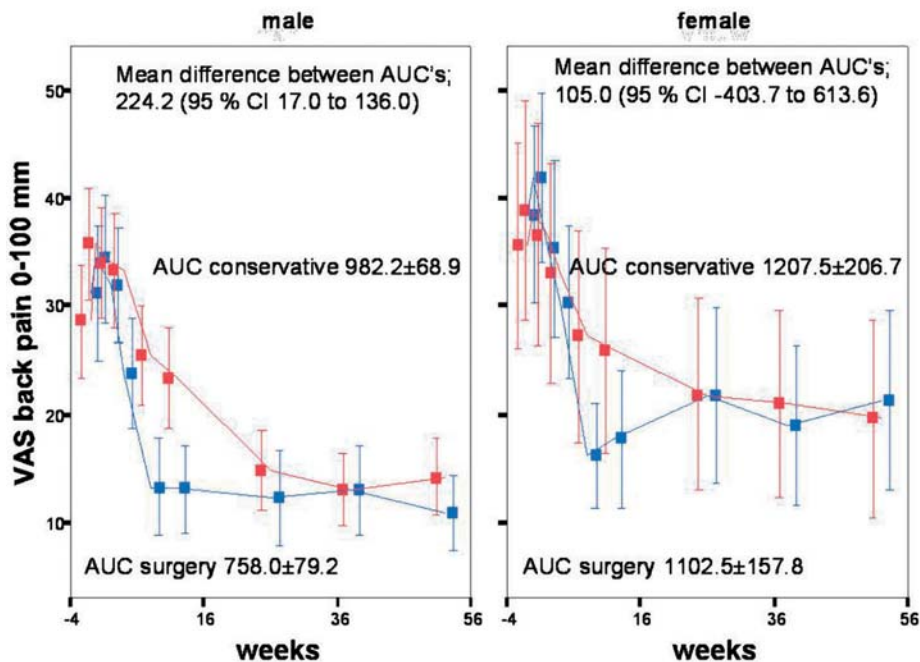 male
female
Mean difference between AUC's;
224.2 (95 % CI 17.0 to 136.0)
Mean difference between AUC's;
105.0 (95 % CI -403.7 to 613.6)
VAS back pain 0-100 mm
50
40
30
20
10
AUC conservative 982.2±68.9
AUC conservative 1207.5±206.7
AUC surgery 758.0±79.2
AUC surgery 1102.5±157.8
-4 16 36 56
-4 16 36 56
weeks
weeks